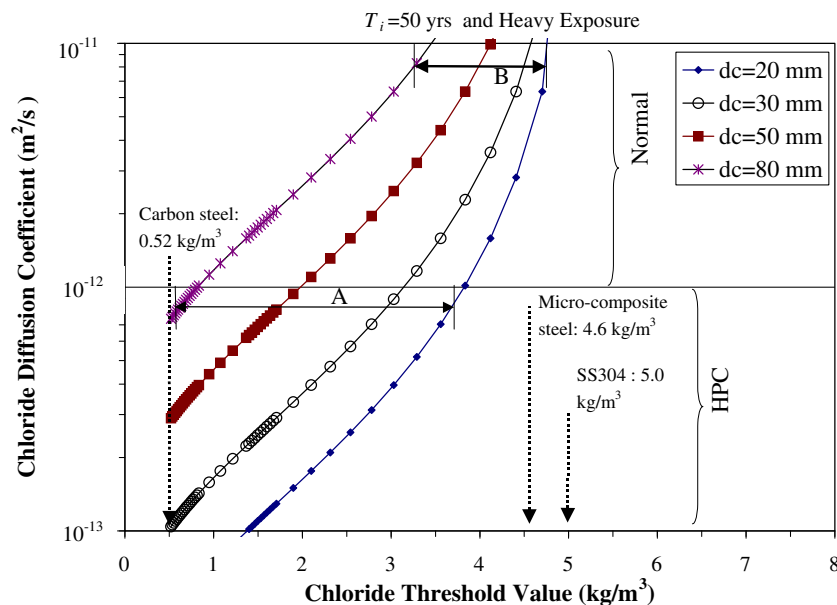 T_i =50 yrs and Heavy Exposure
10^-11
10^-12
10^-13
Chloride Diffusion Coefficient (m²/s)
B
Normal
dc=20 mm
dc=30 mm
dc=50 mm
dc=80 mm
Carbon steel:
0.52 kg/m³
A
Micro-composite
steel: 4.6 kg/m³
SS304 : 5.0
kg/m³
HPC
0 1 2 3 4 5 6 7 8
Chloride Threshold Value (kg/m³)